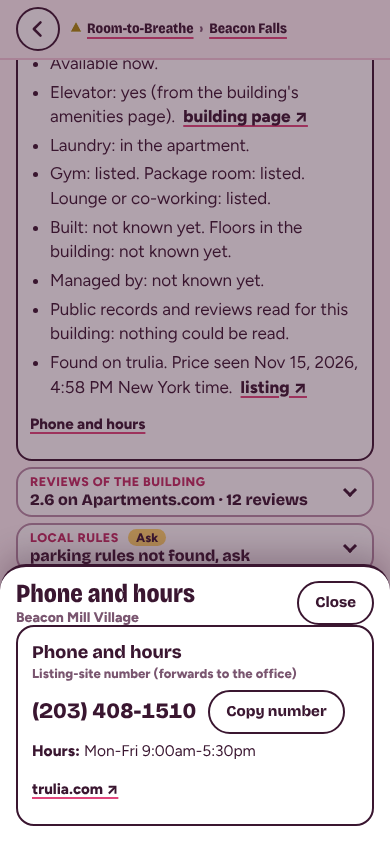 Room-to-Breathe › Beacon Falls
Available now.
Elevator: yes (from the building's
amenities page). building page ↗
Laundry: in the apartment.
Gym: listed. Package room: listed.
Lounge or co-working: listed.
Built: not known yet. Floors in the
building: not known yet.
Managed by: not known yet.
Public records and reviews read for this
building: nothing could be read.
Found on trulia. Price seen Nov 15, 2026,
4:58 PM New York time. listing ↗
Phone and hours
REVIEWS OF THE BUILDING
2.6 on Apartments.com · 12 reviews
LOCAL RULES Ask
parking rules not found, ask
Phone and hours
Beacon Mill Village
Close
Phone and hours
Listing-site number (forwards to the office)
(203) 408-1510 Copy number
Hours: Mon-Fri 9:00am-5:30pm
trulia.com ↗